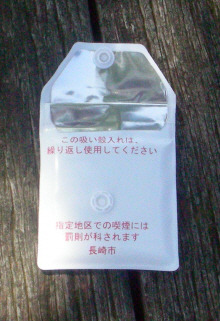 この吸い殻入れは、
繰り返し使用してください
指定地区での喫煙には
罰則が科されます
長崎市